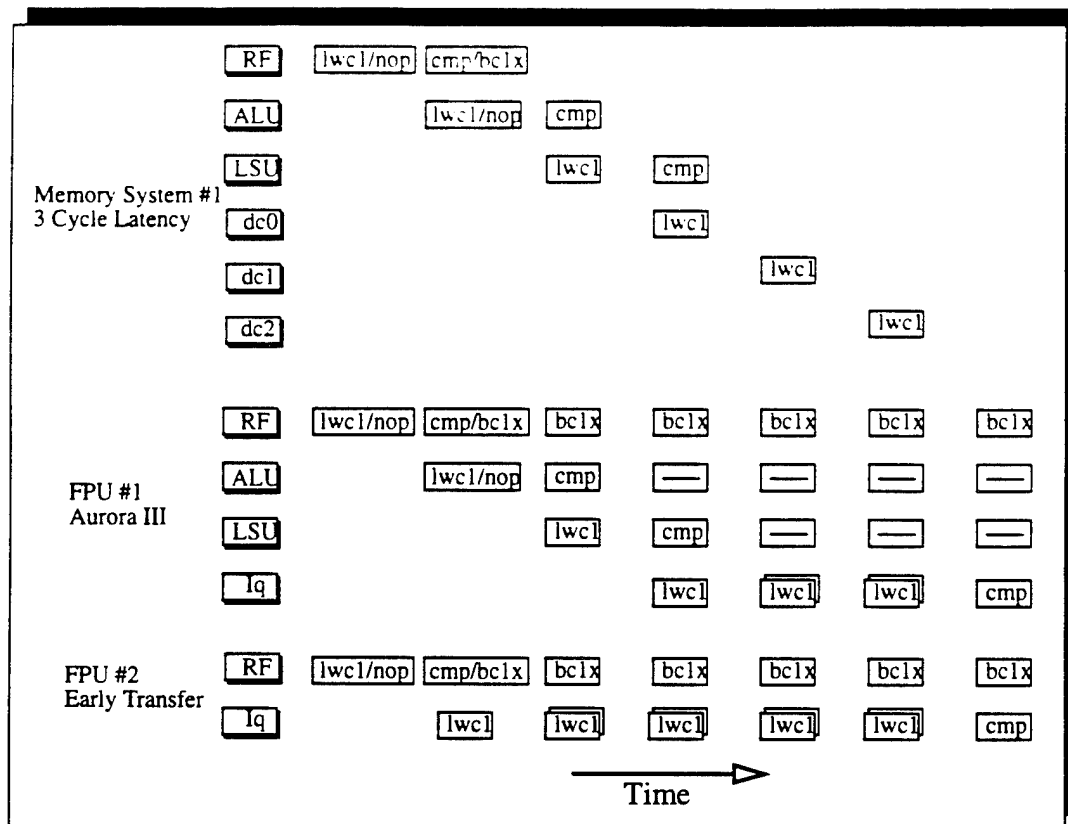 RF lwc1/nop cmp/bc1x
ALU lwc1/nop cmp
LSU lwc1 cmp
Memory System #1
3 Cycle Latency
dc0 lwc1
dc1 lwc1
dc2 lwc1
RF lwc1/nop cmp/bc1x bc1x bc1x bc1x bc1x bc1x
FPU #1
Aurora III
ALU lwc1/nop cmp — — — —
LSU lwc1 cmp — — —
Iq lwc1 lwc1 lwc1 cmp
FPU #2
Early Transfer
RF lwc1/nop cmp/bc1x bc1x bc1x bc1x bc1x bc1x
Iq lwc1 lwc1 lwc1 lwc1 lwc1 cmp
Time